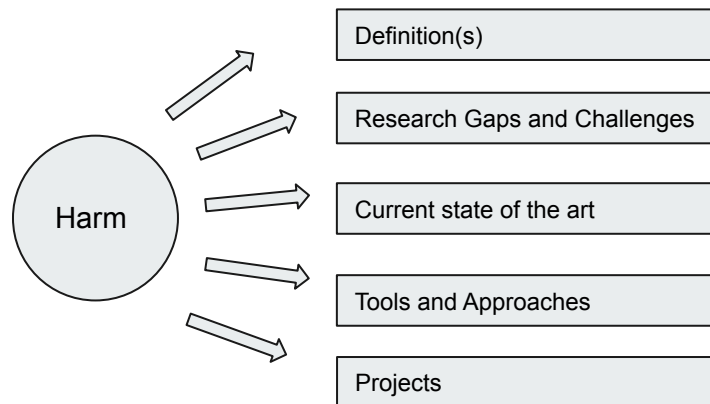 Harm
Definition(s)
Research Gaps and Challenges
Current state of the art
Tools and Approaches
Projects